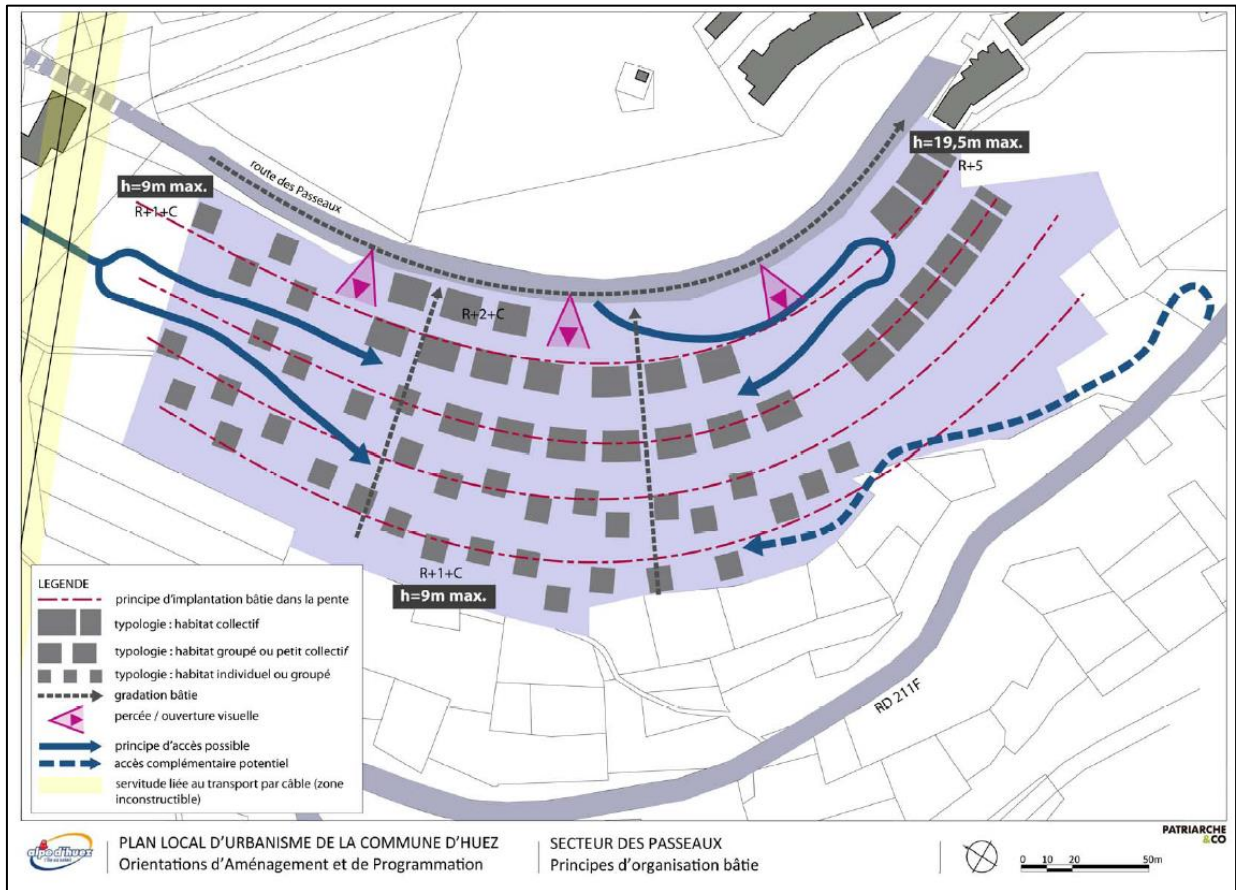 route des Passeaux
h=9m max.
R+1+C
h=19,5m max.
R+5
R+2+C
R+1+C
h=9m max.
RD 211F
LEGENDE
principe d'implantation bâtie dans la pente
typologie : habitat collectif
typologie : habitat groupé ou petit collectif
typologie : habitat individuel ou groupé
gradation bâtie
percée / ouverture visuelle
principe d'accès possible
accès complémentaire potentiel
servitude liée au transport par câble (zone
inconstructible)
alpe d'huez
PLAN LOCAL D'URBANISME DE LA COMMUNE D'HUEZ
Orientations d'Aménagement et de Programmation
SECTEUR DES PASSEAUX
Principes d'organisation bâtie
0 10 20 50m
PATRIARCHE
&CO